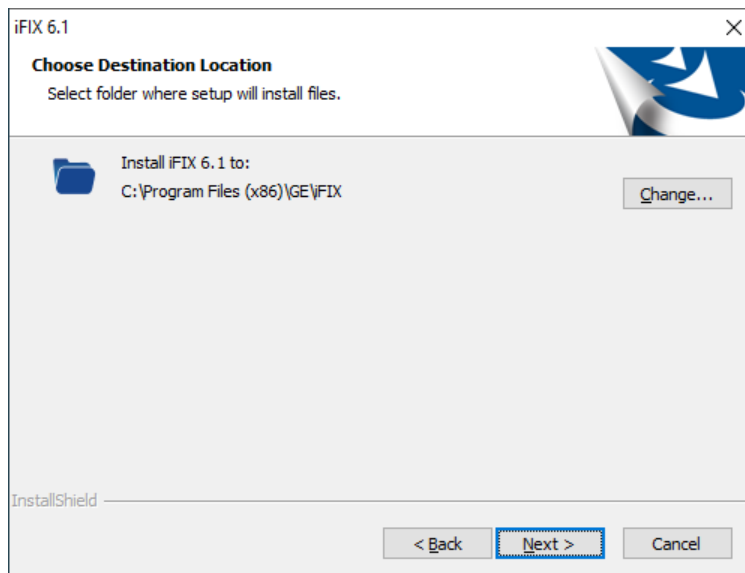 iFIX 6.1
Choose Destination Location
Select folder where setup will install files.
Install iFIX 6.1 to:
C:\Program Files (x86)\GE\iFIX
Change...
InstallShield
< Back
Next >
Cancel